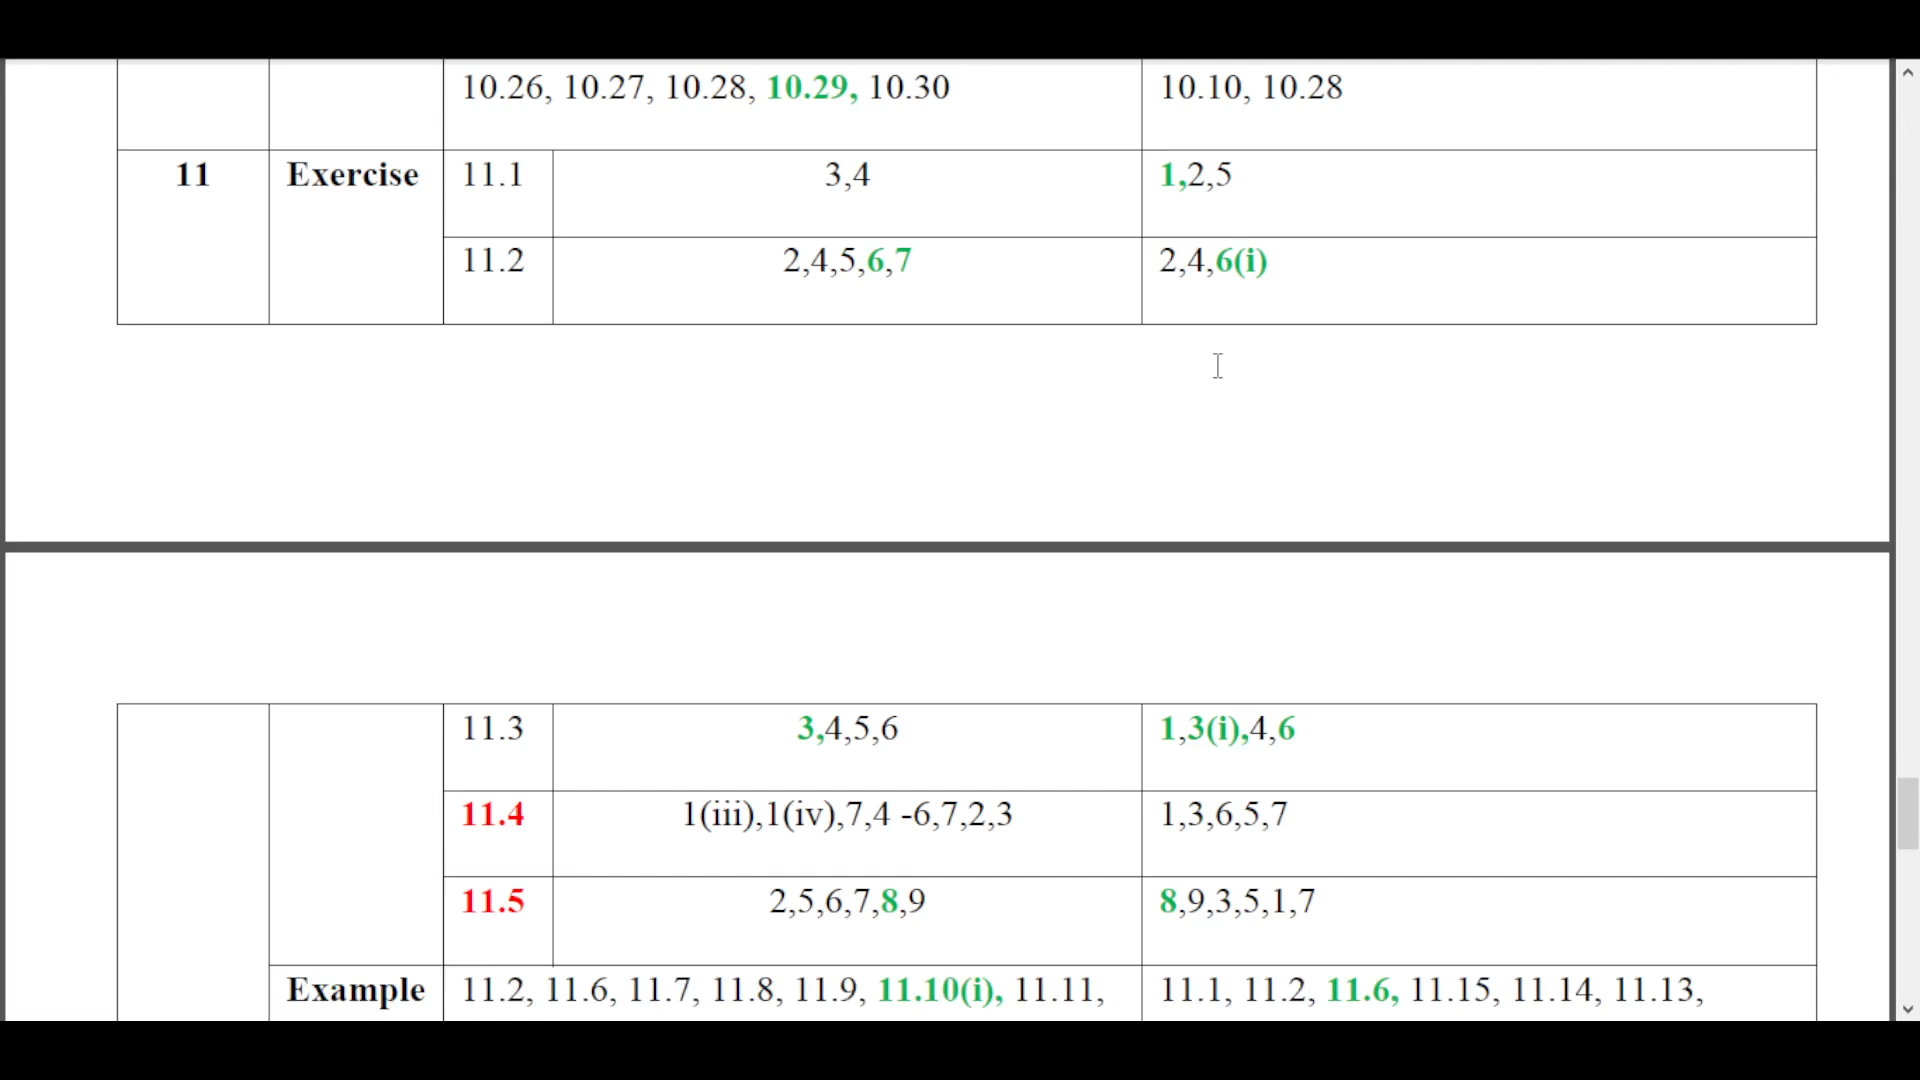 10.26, 10.27, 10.28, 10.29, 10.30 10.10, 10.28
11 Exercise 11.1 3,4 1,2,5
11.2 2,4,5,6,7 2,4,6(i)
11.3 3,4,5,6 1,3(i),4,6
11.4 1(iii),1(iv),7,4 -6,7,2,3 1,3,6,5,7
11.5 2,5,6,7,8,9 8,9,3,5,1,7
Example 11.2, 11.6, 11.7, 11.8, 11.9, 11.10(i), 11.11, 11.1, 11.2, 11.6, 11.15, 11.14, 11.13,